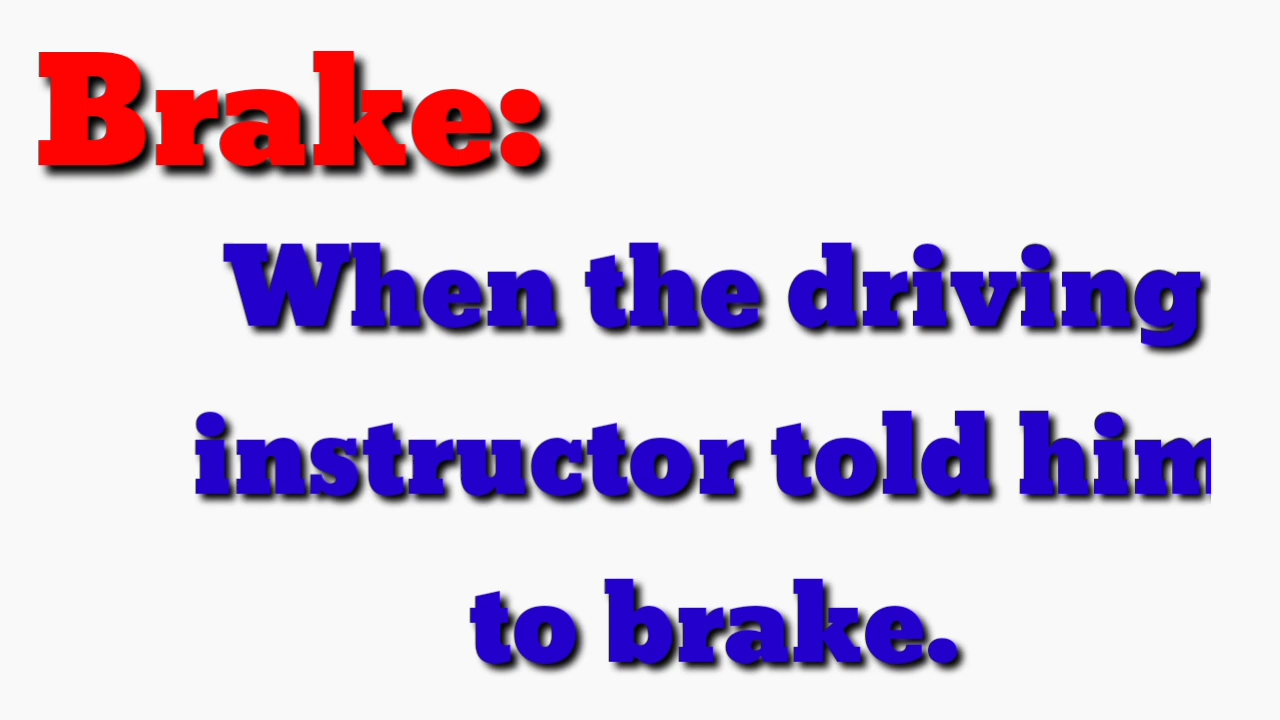 Brake:
When the driving
instructor told him
to brake.